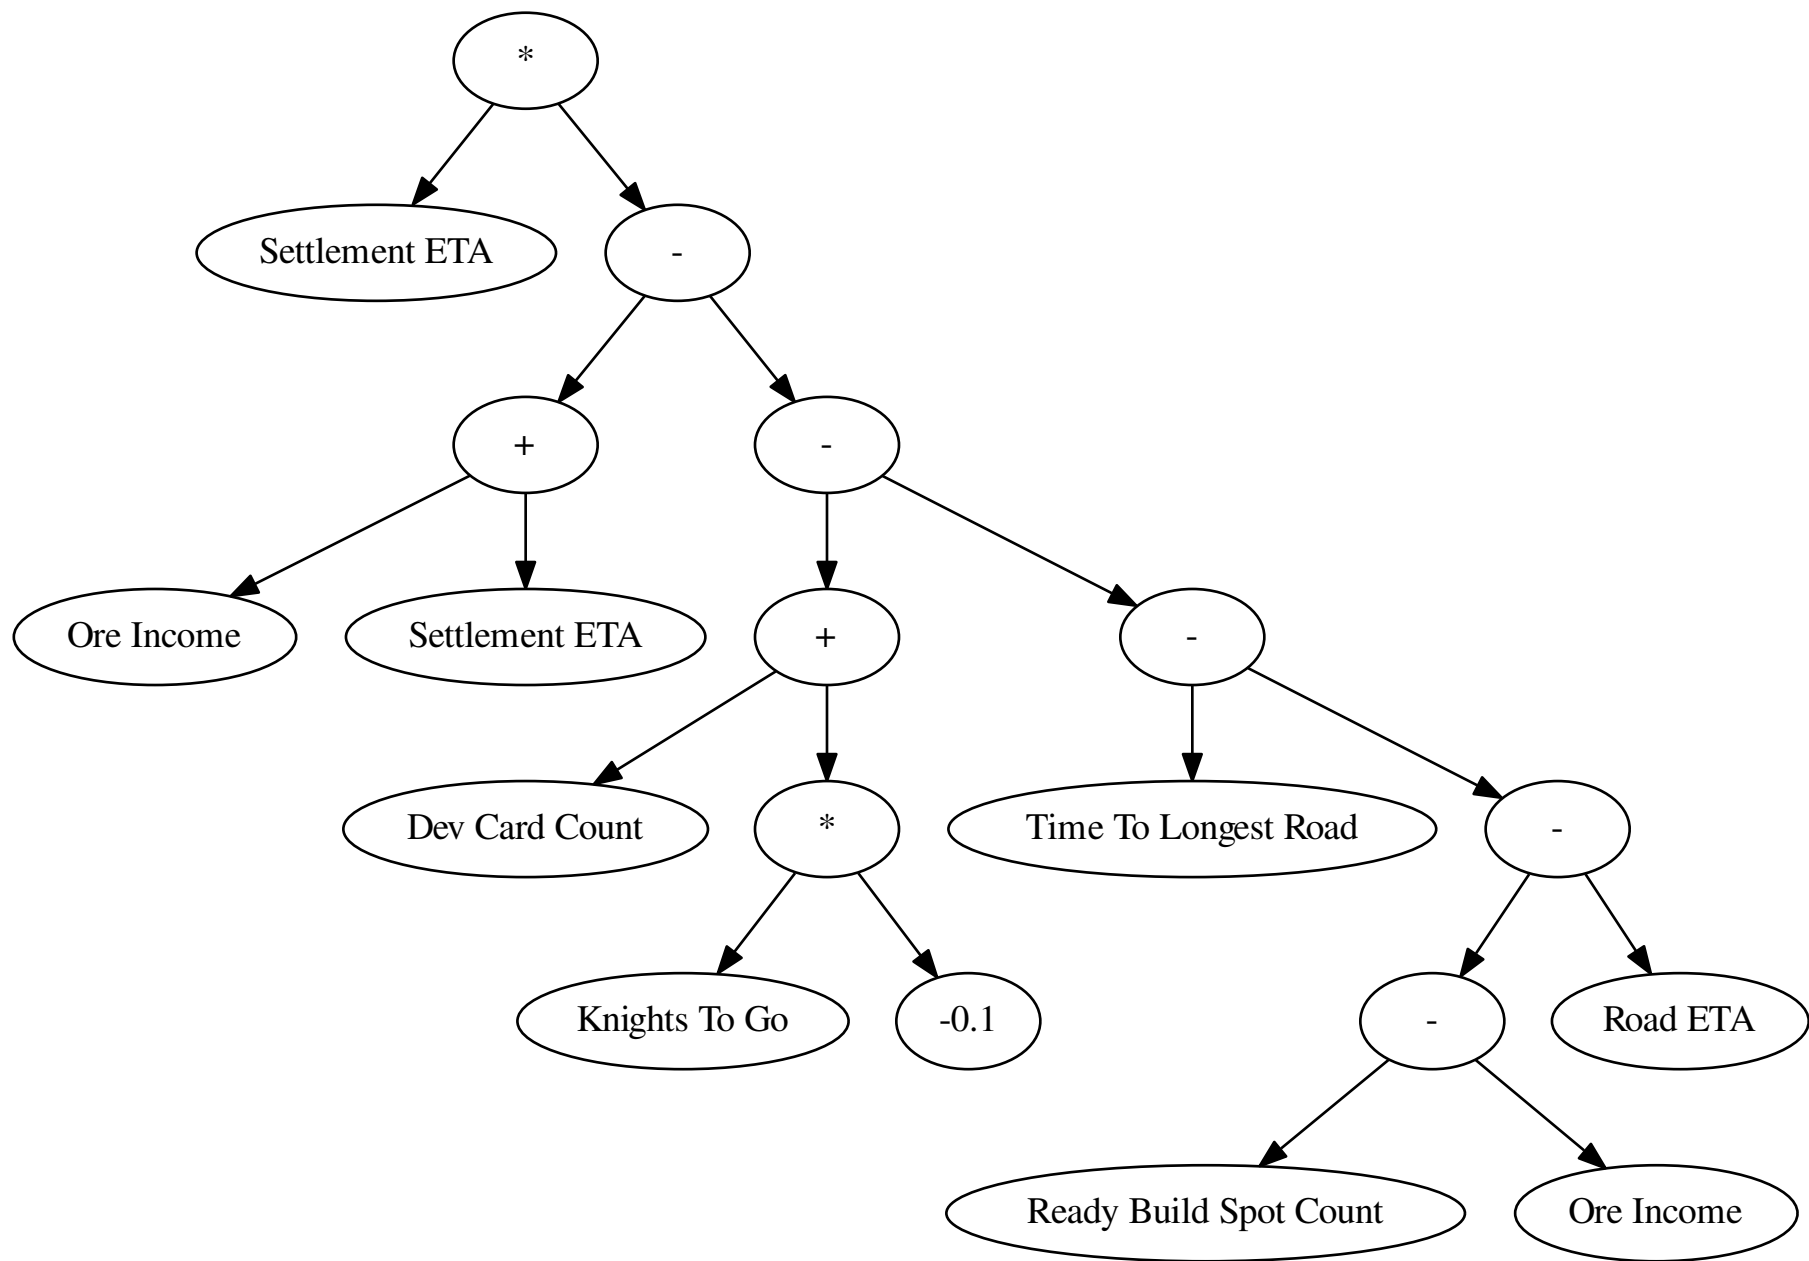 *
Settlement ETA
-
+
-
Ore Income
Settlement ETA
+
-
Dev Card Count
*
Time To Longest Road
-
Knights To Go
-0.1
-
Road ETA
Ready Build Spot Count
Ore Income